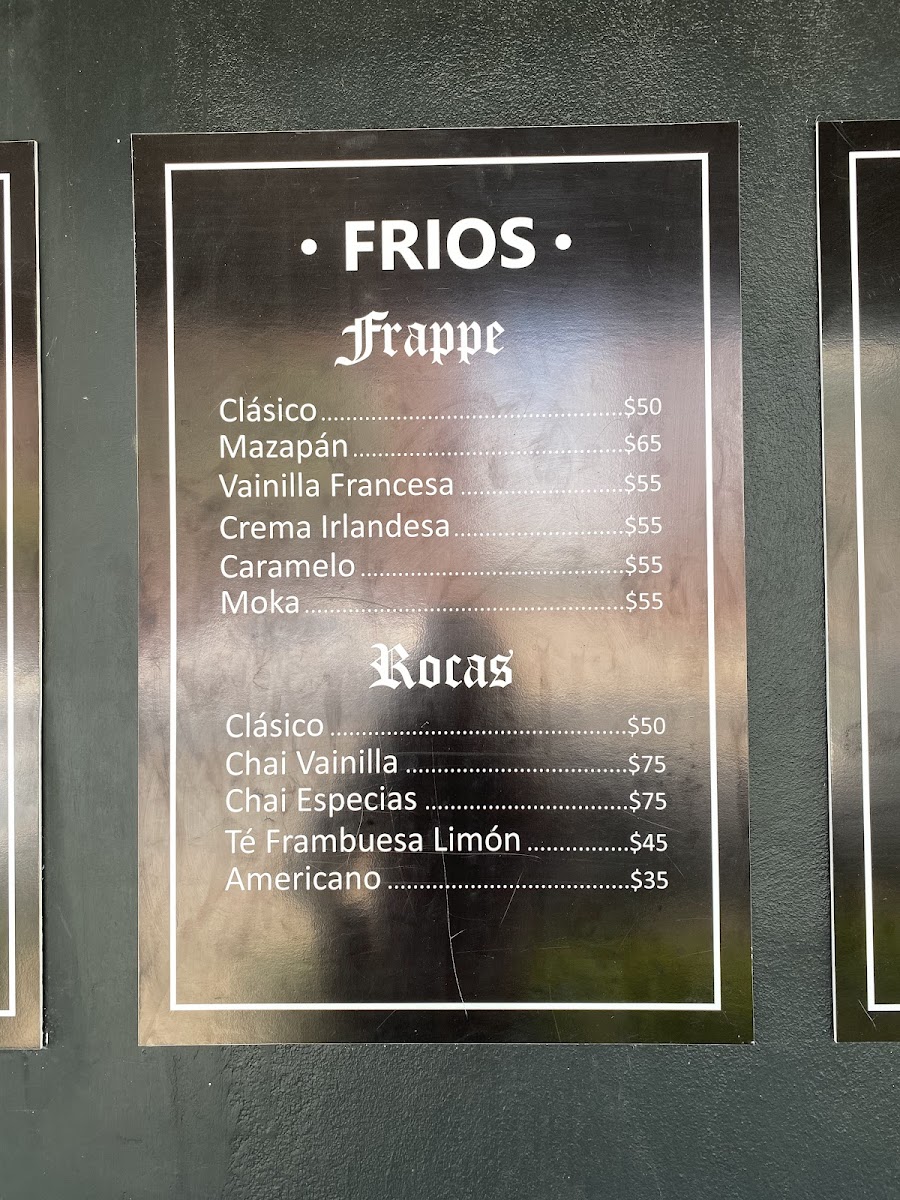 • FRIOS •
Frappe
Clásico..................................................$50
Mazapán.............................................$65
Vainilla Francesa ...........................$55
Crema Irlandesa............................$55
Caramelo ............................................$55
Moka.....................................................$55
Rocas
Clásico .................................................$50
Chai Vainilla .....................................$75
Chai Especias ..................................$75
Té Frambuesa Limón .................$45
Americano ........................................$35